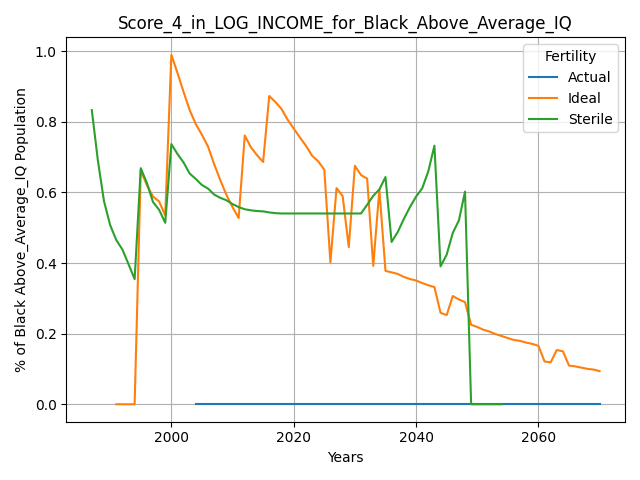 Score_4_in_LOG_INCOME_for_Black_Above_Average_IQ
Fertility
Actual
Ideal
Sterile
% of Black Above_Average_IQ Population
1.0
0.8
0.6
0.4
0.2
0.0
2000
2020
2040
2060
Years